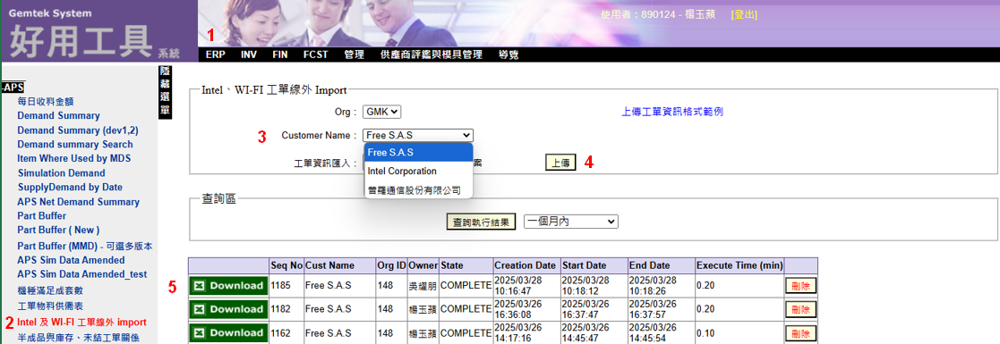 Gemtek System
好用工具 系統
使用者：890124 - 楊玉蘋 [登出]
1
ERP INV FIN FCST 管理 供應商評鑑與模具管理 導覽
隱藏選單
.APS
每日收料金額
Demand Summary
Demand Summary (dev1,2)
Demand summary Search
Item Where Used by MDS
Simulation Demand
SupplyDemand by Date
APS Net Demand Summary
Part Buffer
Part Buffer ( New )
Part Buffer (MMD) - 可選多版本
APS Sim Data Amended
APS Sim Data Amended_test
機種滿足成套數
工單物料供需表
2 Intel 及 WI-FI 工單線外 import
半成品與庫存、未結工單關係
Intel、WI-FI 工單線外 Import
Org： GMK
上傳工單資訊格式範例
3 Customer Name： Free S.A.S
Free S.A.S
Intel Corporation
普羅通信股份有限公司
工單資訊匯入： 案 上傳 4
查詢區
查詢執行結果 一個月內
Seq No Cust Name Org ID Owner State Creation Date Start Date End Date Execute Time (min)
5 Download 1185 Free S.A.S 148 吳縵朋 COMPLETE 2025/03/28 10:16:47 2025/03/28 10:18:12 2025/03/28 10:18:26 0.20 刪除
Download 1182 Free S.A.S 148 楊玉蘋 COMPLETE 2025/03/26 16:36:08 2025/03/26 16:37:47 2025/03/26 16:37:57 0.20 刪除
Download 1162 Free S.A.S 148 楊玉蘋 COMPLETE 2025/03/26 14:17:16 2025/03/26 14:45:47 2025/03/26 14:45:54 0.10 刪除